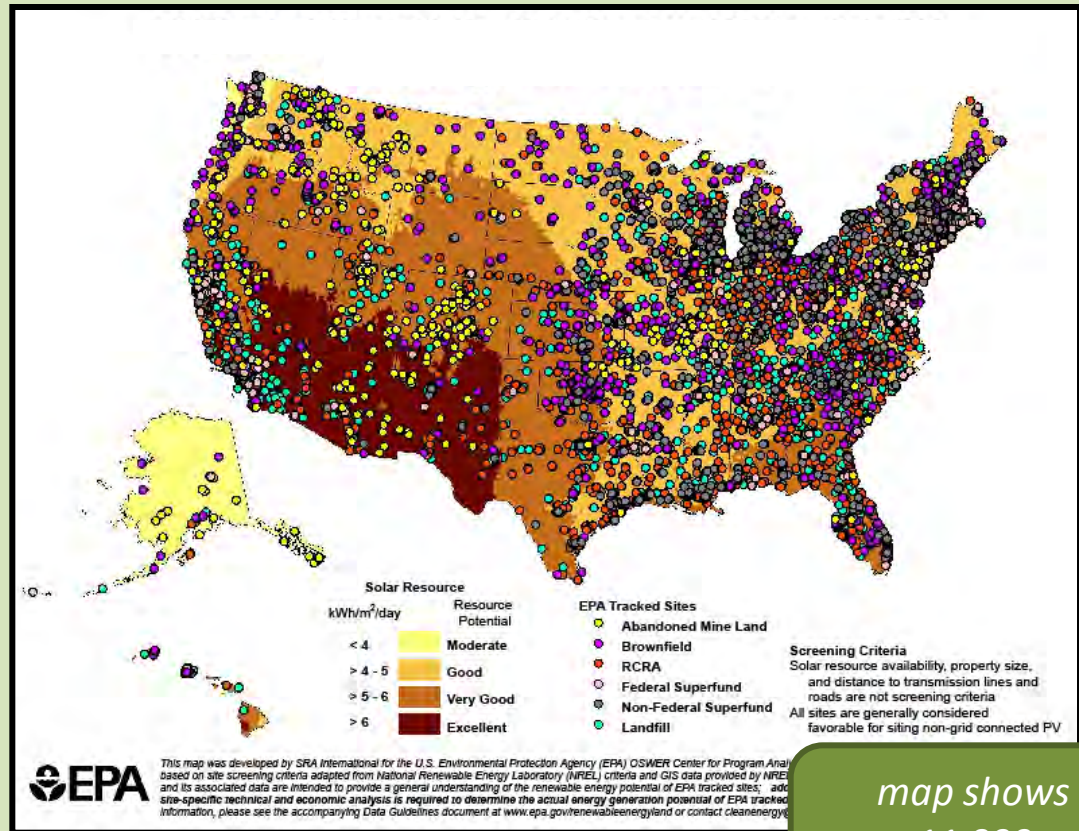 Solar Resource
kWh/m²/day
Resource
Potential
< 4 Moderate
> 4 - 5 Good
> 5 - 6 Very Good
> 6 Excellent
EPA Tracked Sites
Abandoned Mine Land
Brownfield
RCRA
Federal Superfund
Non-Federal Superfund
Landfill
Screening Criteria
Solar resource availability, property size,
and distance to transmission lines and
roads are not screening criteria
All sites are generally considered
favorable for siting non-grid connected PV
EPA
This map was developed by SRA International for the U.S. Environmental Protection Agency (EPA) OSWER Center for Program
based on site screening criteria adapted from National Renewable Energy Laboratory (NREL) criteria and GIS data provided by
and its associated data are intended to provide a general understanding of the renewable energy potential of EPA tracked sites;
site-specific technical and economic analysis is required to determine the actual energy generation potential of EPA tracked
information, please see the accompanying Data Guidelines document at www.epa.gov/renewableenergyland or contact
map shows